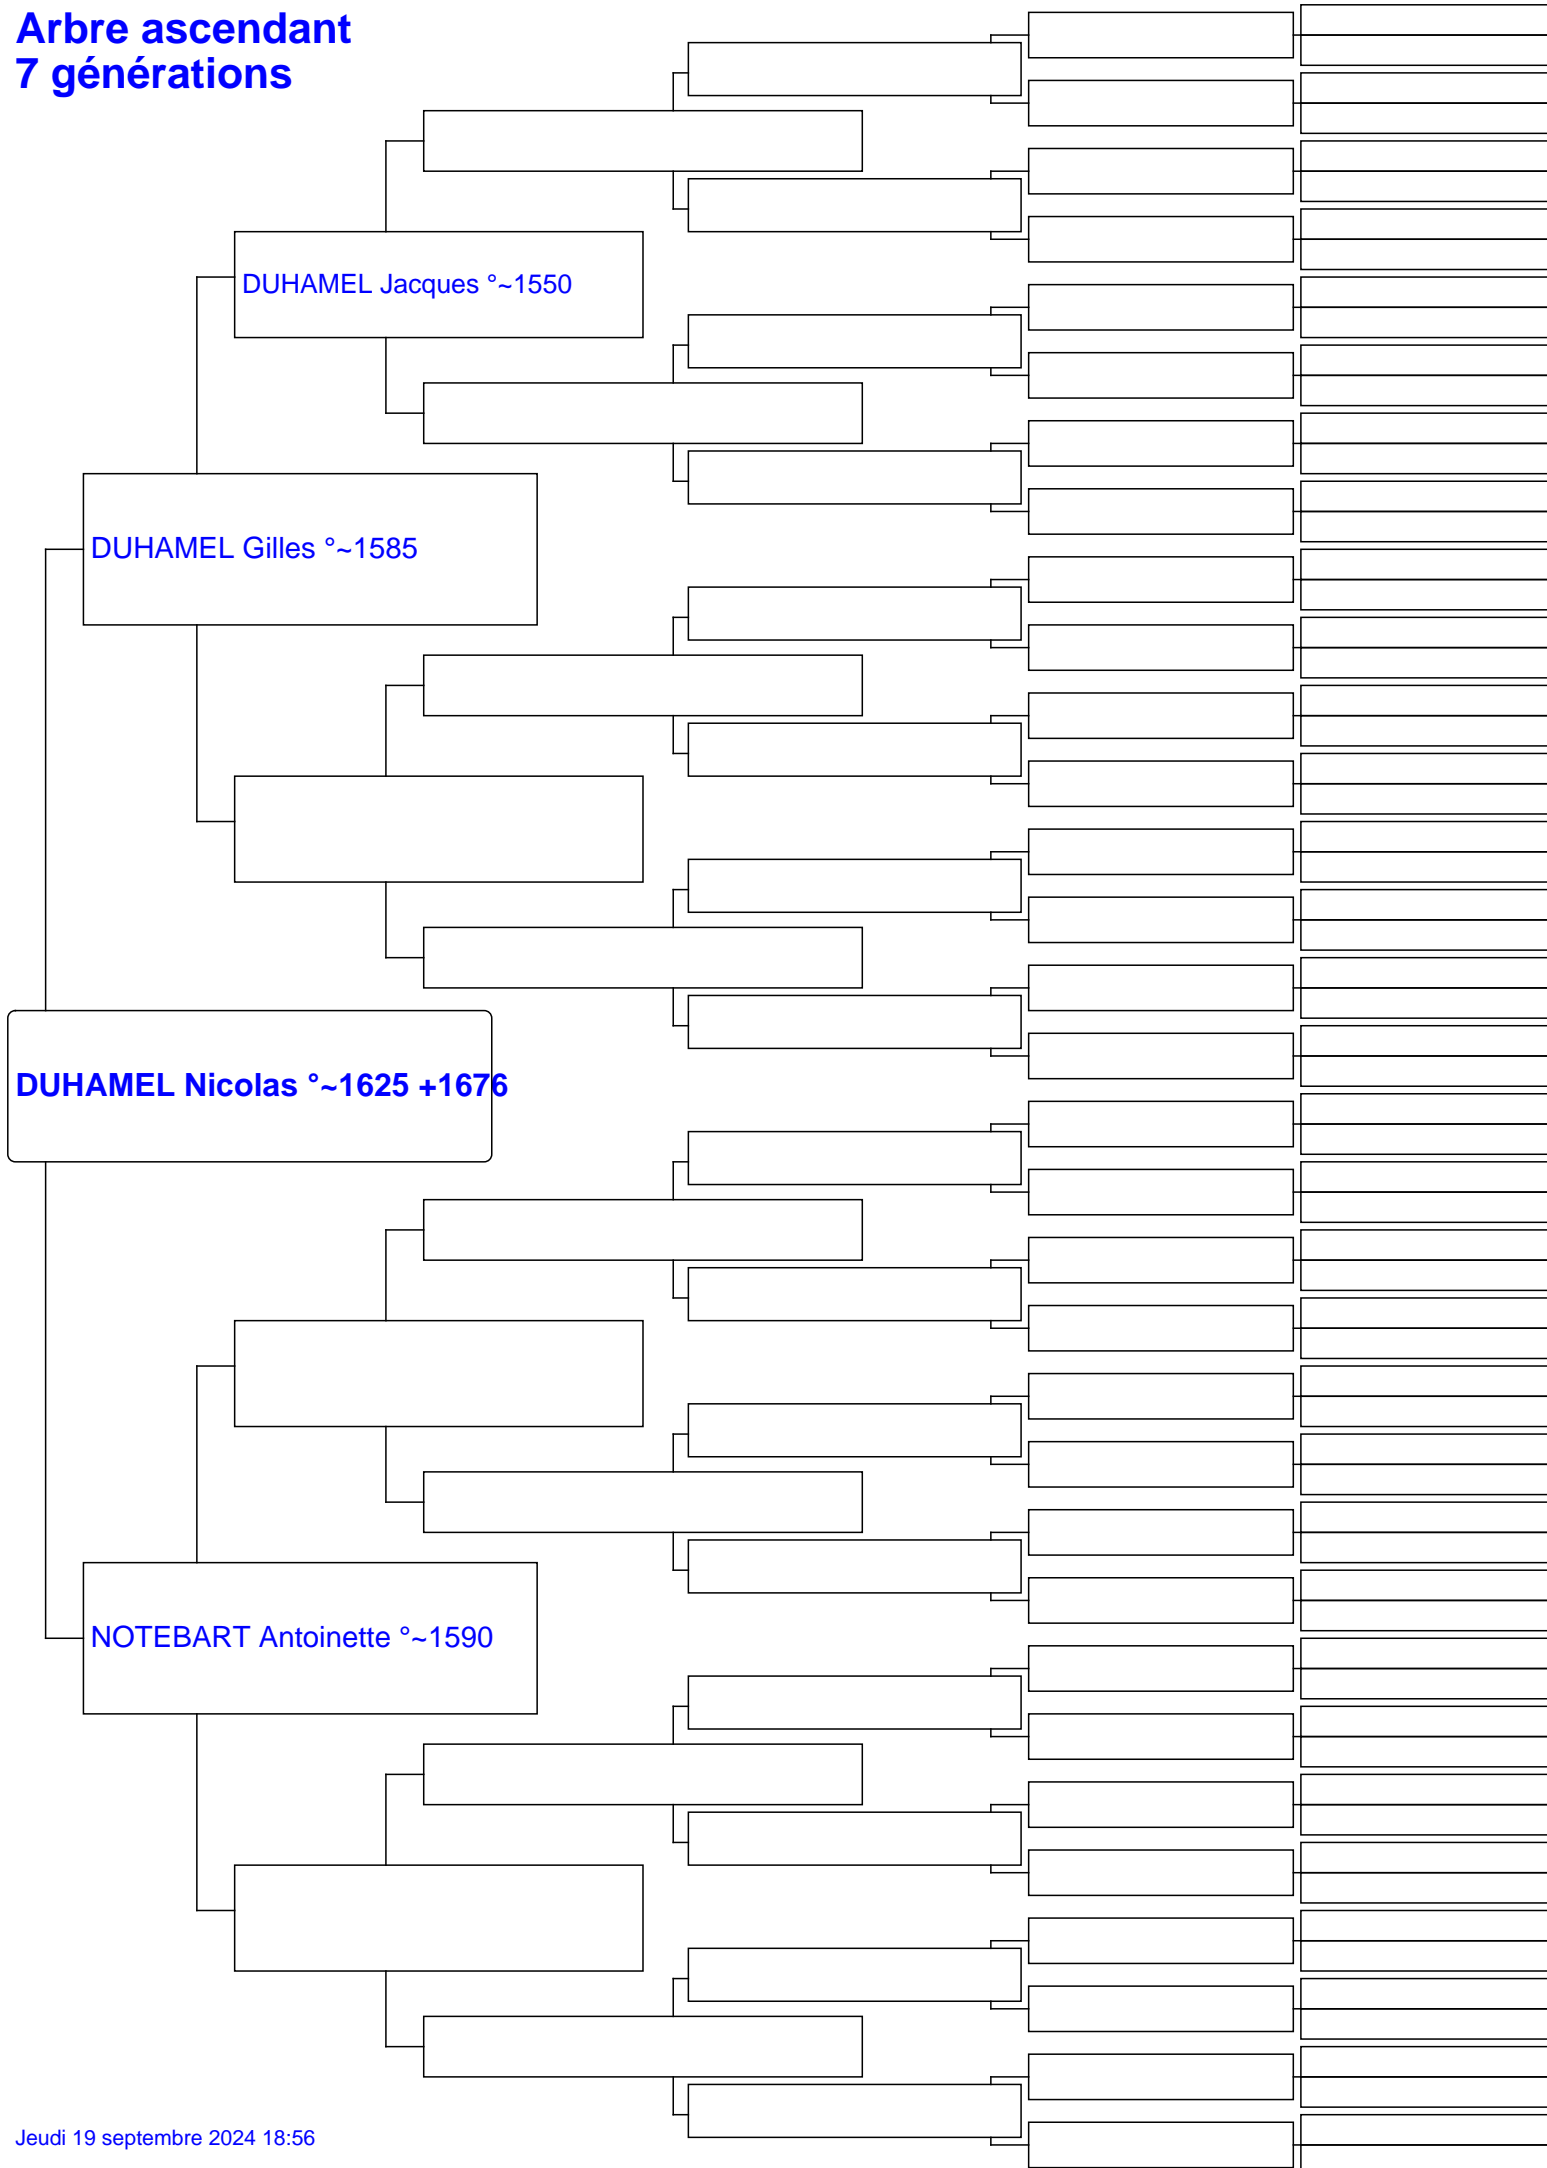 Arbre ascendant
7 générations
DUHAMEL Jacques °~1550
DUHAMEL Gilles °~1585
DUHAMEL Nicolas °~1625 +1676
NOTEBART Antoinette °~1590
Jeudi 19 septembre 2024 18:56